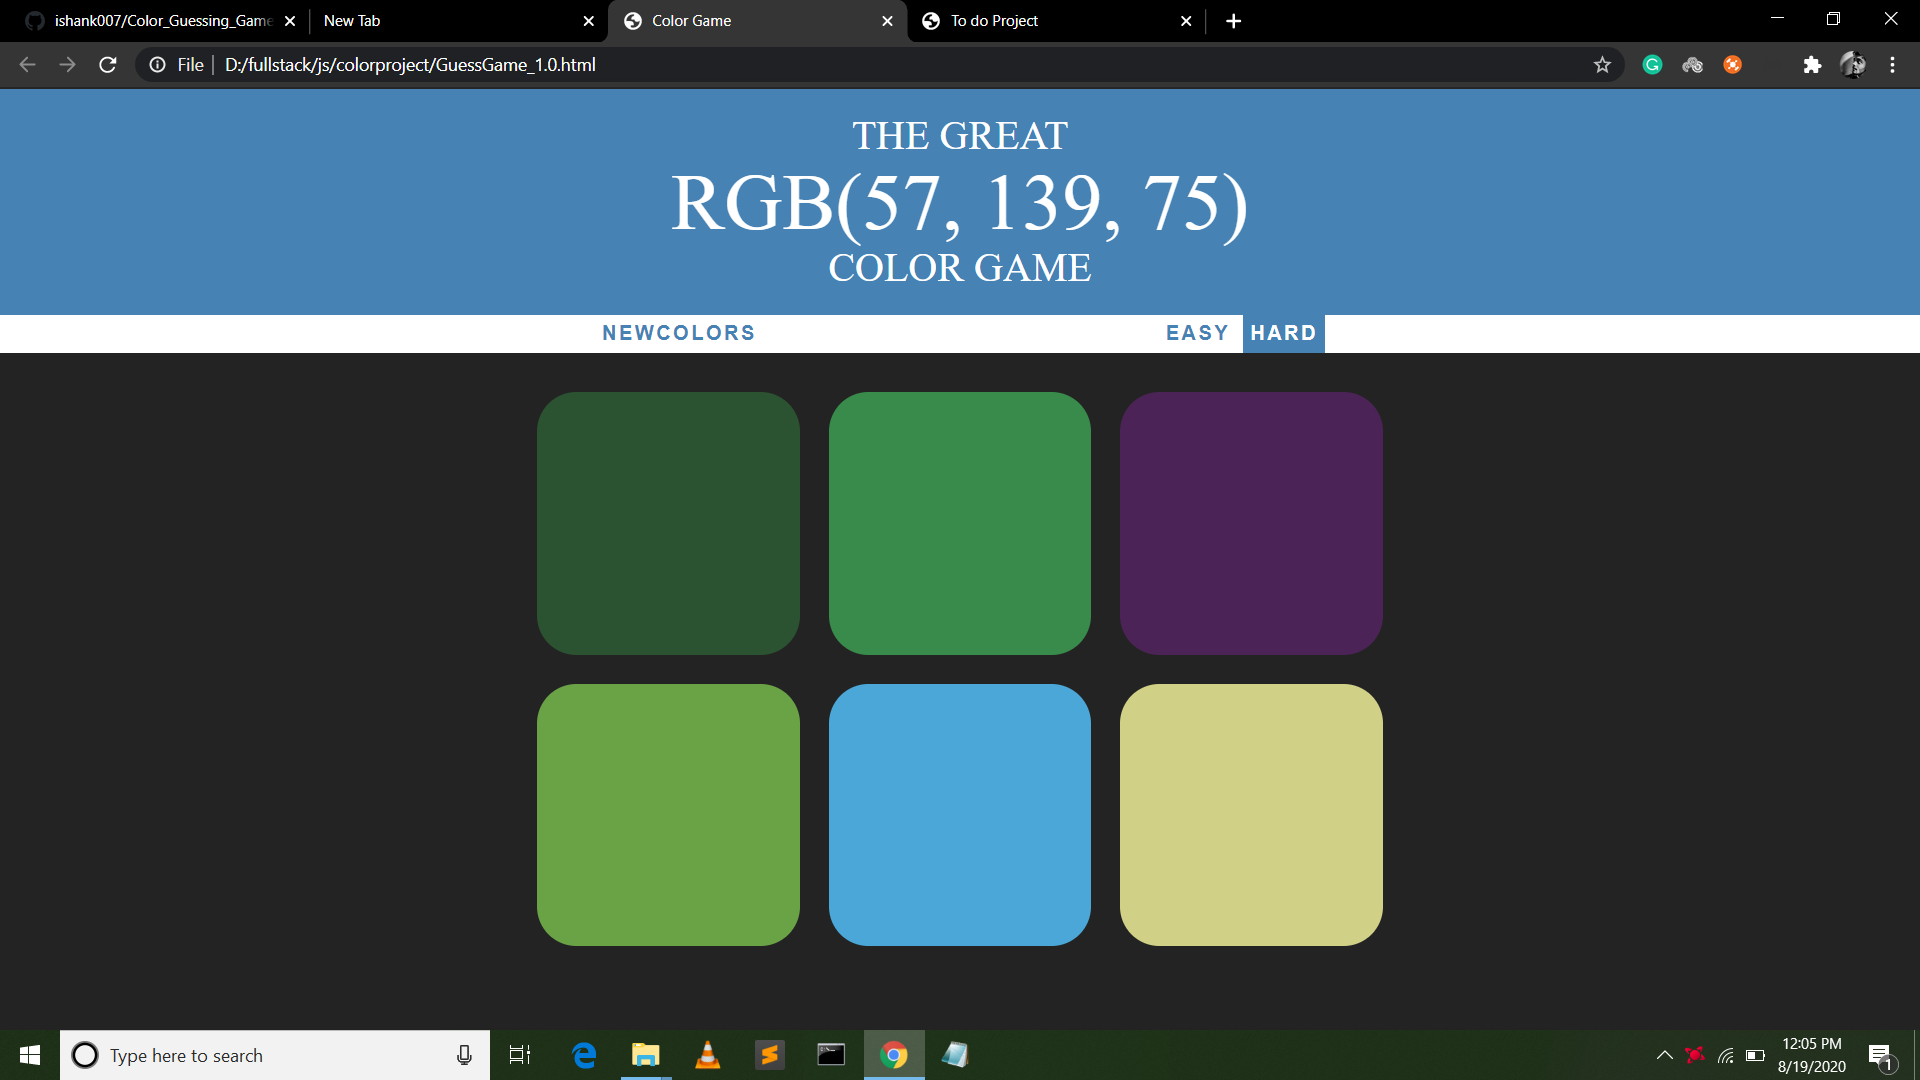 ishank007/Color_Guessing_Game
New Tab
Color Game
To do Project
File
D:/fullstack/js/colorproject/GuessGame_1.0.html
THE GREAT
RGB(57, 139, 75)
COLOR GAME
NEWCOLORS
EASY
HARD
Type here to search
12:05 PM
8/19/2020
1